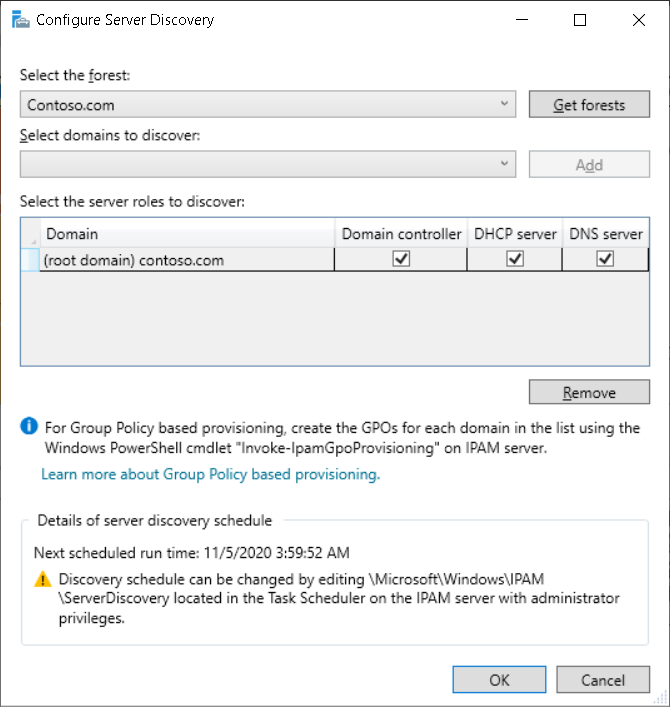 Configure Server Discovery
Select the forest:
Contoso.com
Get forests
Select domains to discover:
Add
Select the server roles to discover:
Domain Domain controller DHCP server DNS server
(root domain) contoso.com
Remove
For Group Policy based provisioning, create the GPOs for each domain in the list using the
Windows PowerShell cmdlet "Invoke-IpamGpoProvisioning" on IPAM server.
Learn more about Group Policy based provisioning.
Details of server discovery schedule
Next scheduled run time: 11/5/2020 3:59:52 AM
Discovery schedule can be changed by editing \Microsoft\Windows\IPAM
\ServerDiscovery located in the Task Scheduler on the IPAM server with administrator
privileges.
OK
Cancel